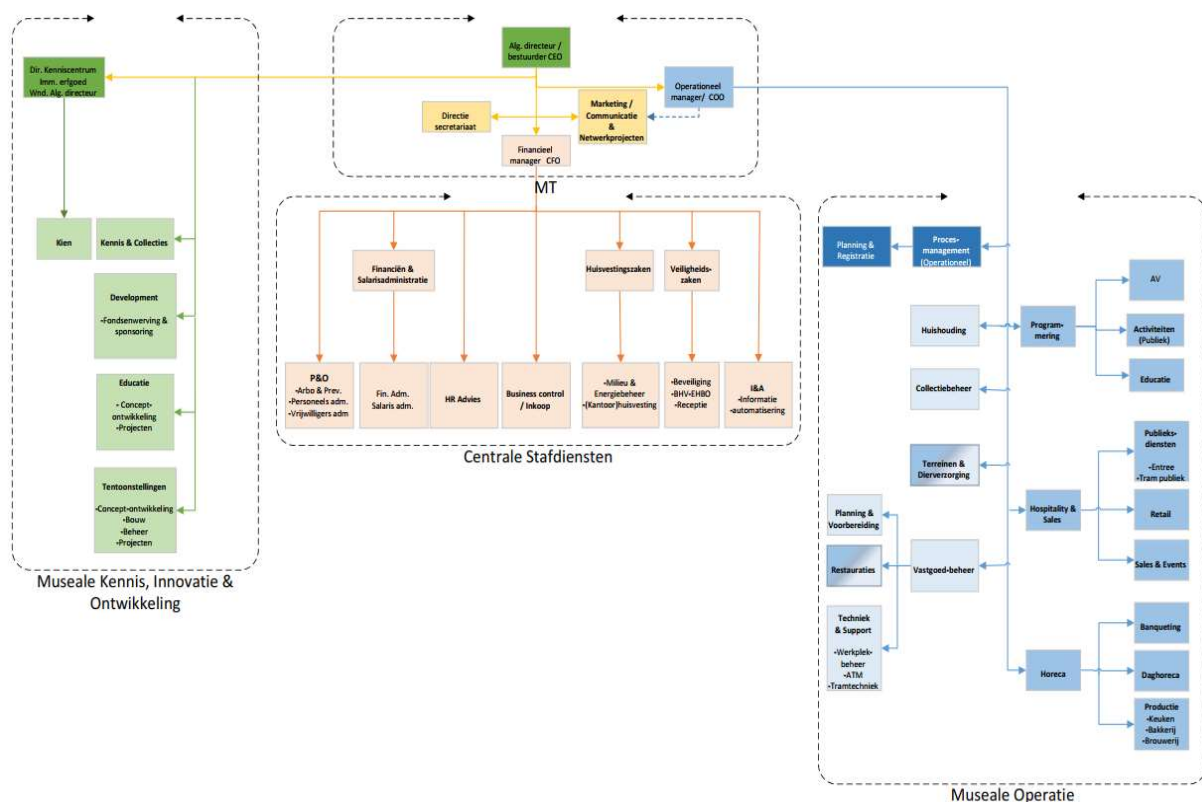 Alg. directeur /
bestuurder CEO
Dir. Kenniscentrum
Imm. erfgoed
Wnd. Alg. directeur
Operationeel
manager/ COO
Directie
secretariaat
Marketing /
Communicatie
&
Netwerkprojecten
Financieel
manager CFO
MT
Kien
Kennis & Collecties
Development
•Fondsenwerving &
sponsoring
Educatie
• Concept-
ontwikkeling
•Projecten
Tentoonstellingen
•Concept-ontwikkeling
•Bouw
•Beheer
•Projecten
Museale Kennis, Innovatie &
Ontwikkeling
Financiën &
Salarisadministratie
Huisvestingszaken
Veiligheids-
zaken
P&O
•Arbo & Prev.
•Personeels adm.
•Vrijwilligers adm
Fin. Adm.
Salaris adm.
HR Advies
Business control
/ Inkoop
•Milieu &
Energiebeheer
•(Kantoor)huisvesting
•Beveiliging
•BHV-EHBO
•Receptie
I&A
•Informatie
•automatisering
Centrale Stafdiensten
Planning &
Registratie
Proces-
management
(Operationeel)
Huishouding
Collectiebeheer
Terreinen &
Dierverzorging
Planning &
Voorbereiding
Restauraties
Vastgoed-beheer
Techniek
& Support
•Werkplek-
beheer
•ATM
•Tramtechniek
Program-
mering
AV
Activiteiten
(Publiek)
Educatie
Hospitality &
Sales
Publieks-
diensten
•Entree
•Tram publiek
Retail
Sales & Events
Horeca
Banqueting
Daghoreca
Productie
•Keuken
•Bakkerij
•Brouwerij
Museale Operatie